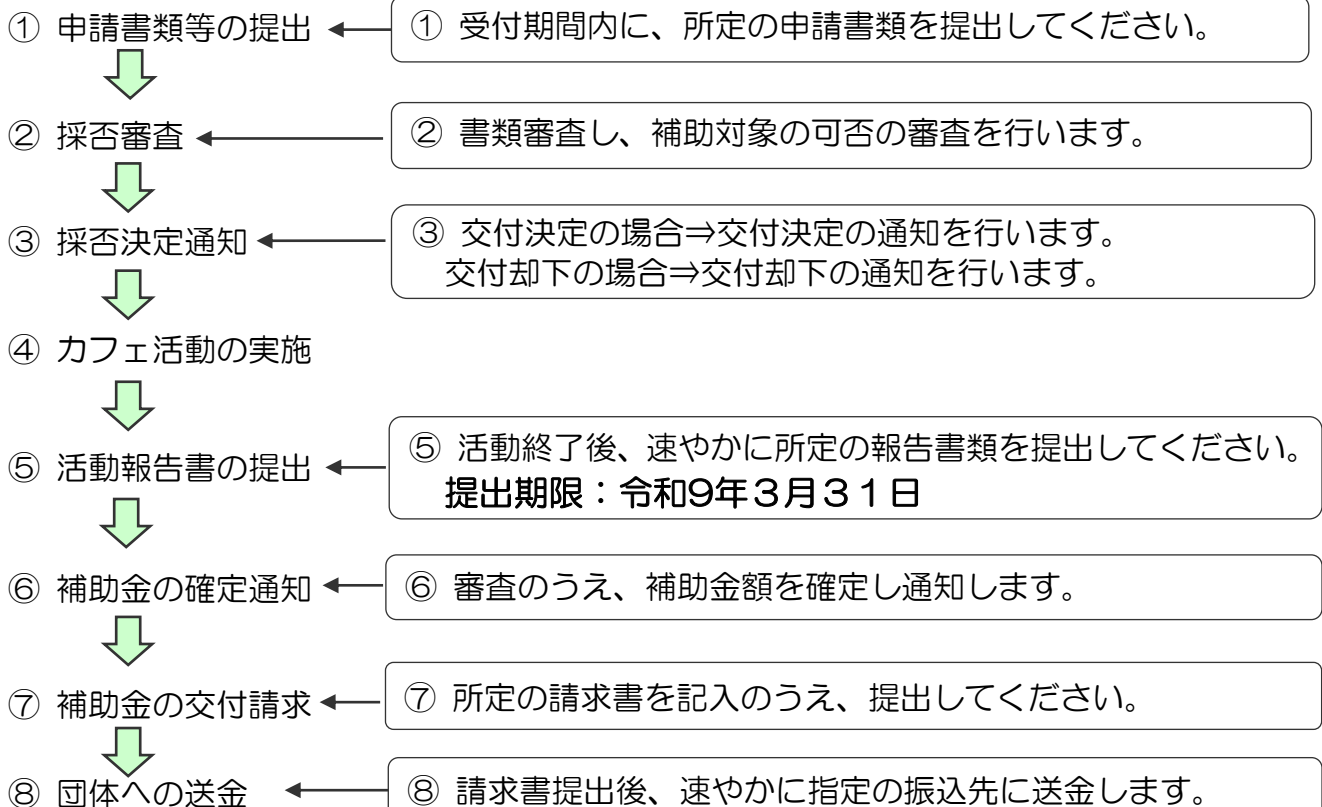 ① 申請書類等の提出
① 受付期間内に、所定の申請書類を提出してください。
② 採否審査
② 書類審査し、補助対象の可否の審査を行います。
③ 採否決定通知
③ 交付決定の場合⇒交付決定の通知を行います。
交付却下の場合⇒交付却下の通知を行います。
④ カフェ活動の実施
⑤ 活動報告書の提出
⑤ 活動終了後、速やかに所定の報告書類を提出してください。
提出期限：令和9年３月３１日
⑥ 補助金の確定通知
⑥ 審査のうえ、補助金額を確定し通知します。
⑦ 補助金の交付請求
⑦ 所定の請求書を記入のうえ、提出してください。
⑧ 団体への送金
⑧ 請求書提出後、速やかに指定の振込先に送金します。